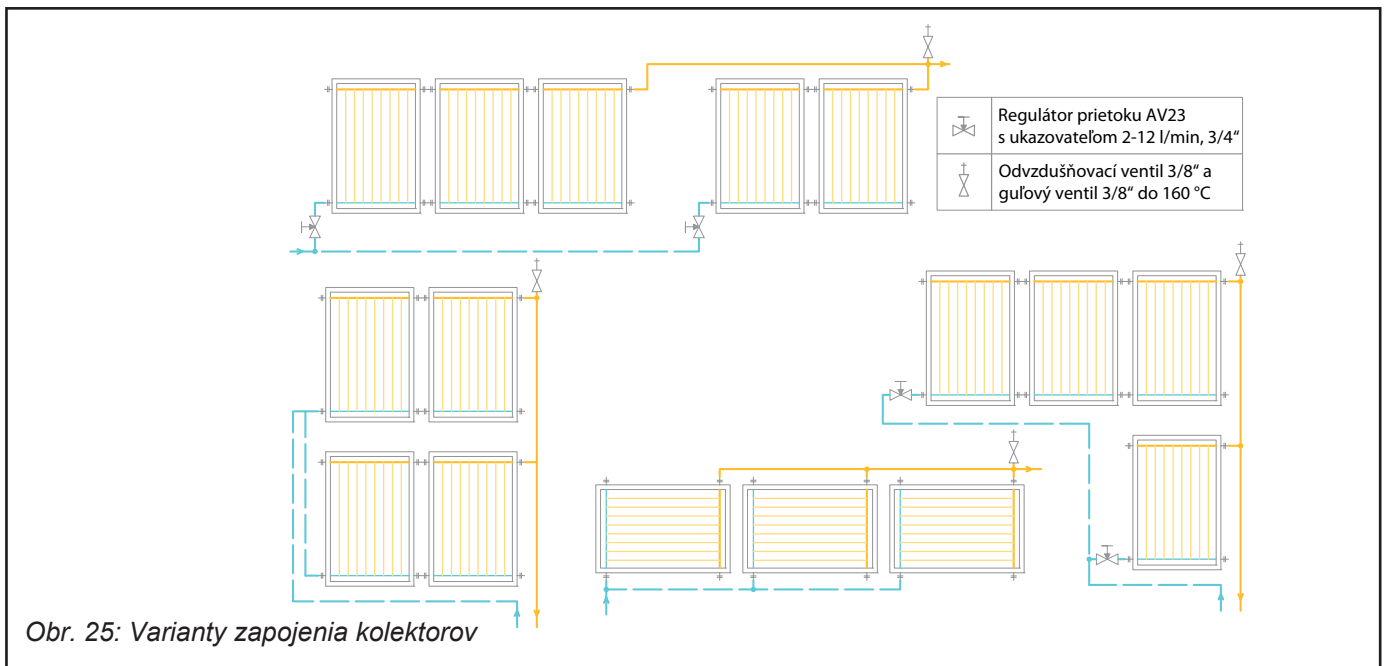 Regulátor prietoku AV23
s ukazovateľom 2-12 l/min, 3/4“
Odvzdušňovací ventil 3/8“ a
guľový ventil 3/8“ do 160 °C
Obr. 25: Varianty zapojenia kolektorov